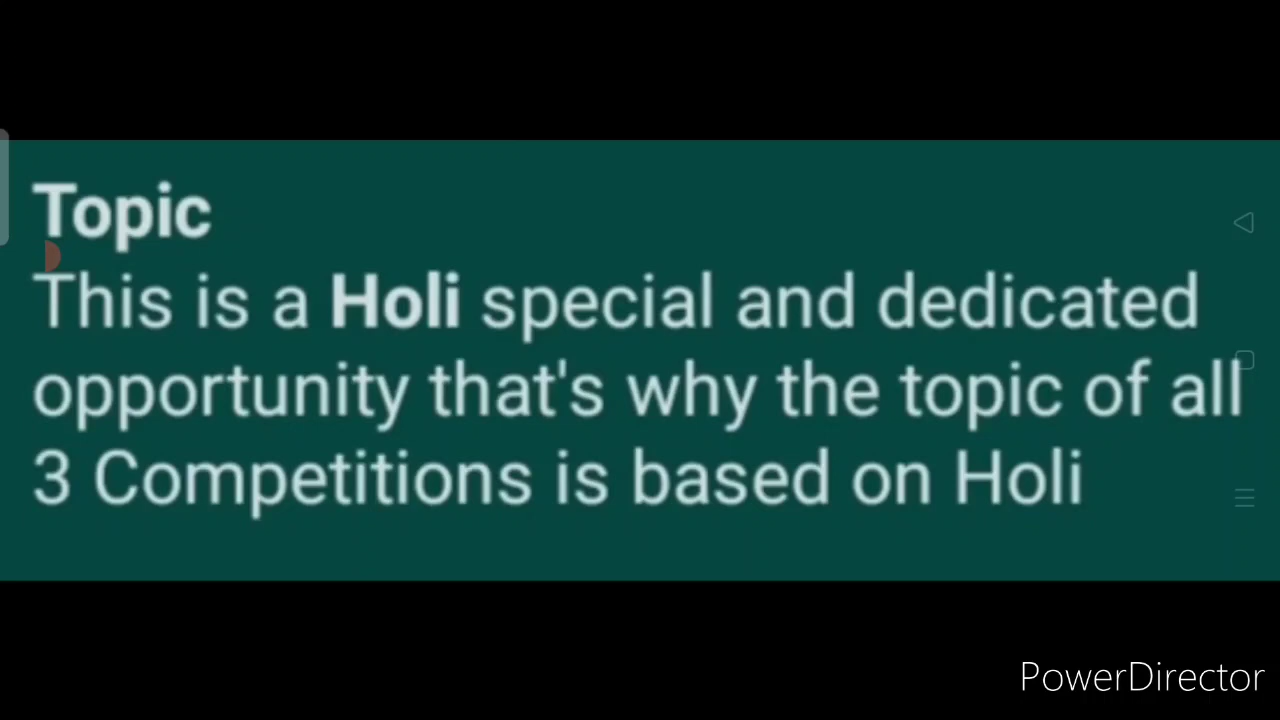 Topic
This is a Holi special and dedicated
opportunity that's why the topic of all
3 Competitions is based on Holi
PowerDirector